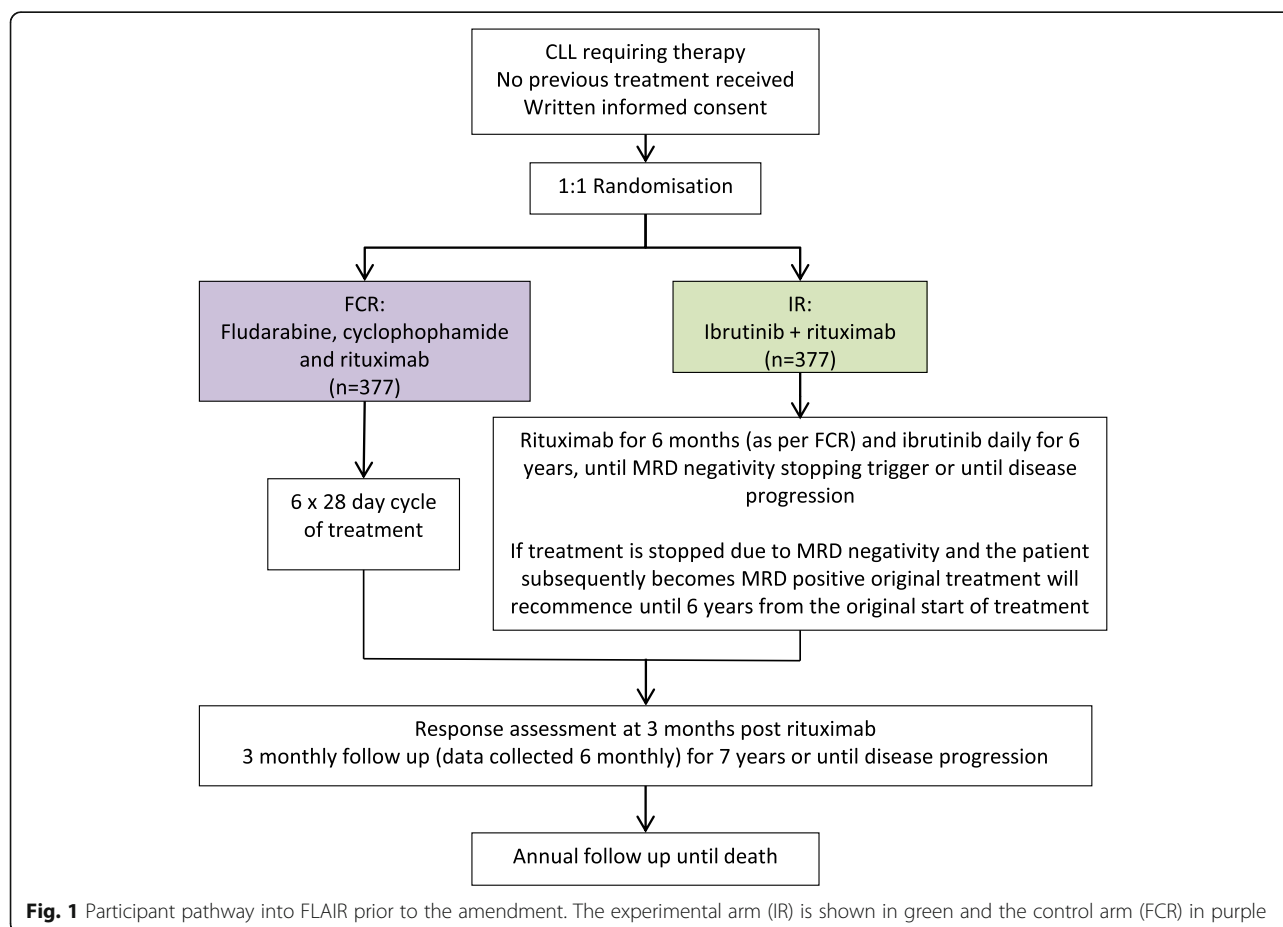 CLL requiring therapy
No previous treatment received
Written informed consent
1:1 Randomisation
FCR:
Fludarabine, cyclophophamide
and rituximab
(n=377)
IR:
Ibrutinib + rituximab
(n=377)
6 x 28 day cycle
of treatment
Rituximab for 6 months (as per FCR) and ibrutinib daily for 6
years, until MRD negativity stopping trigger or until disease
progression
If treatment is stopped due to MRD negativity and the patient
subsequently becomes MRD positive original treatment will
recommence until 6 years from the original start of treatment
Response assessment at 3 months post rituximab
3 monthly follow up (data collected 6 monthly) for 7 years or until disease progression
Annual follow up until death
Fig. 1 Participant pathway into FLAIR prior to the amendment. The experimental arm (IR) is shown in green and the control arm (FCR) in purple